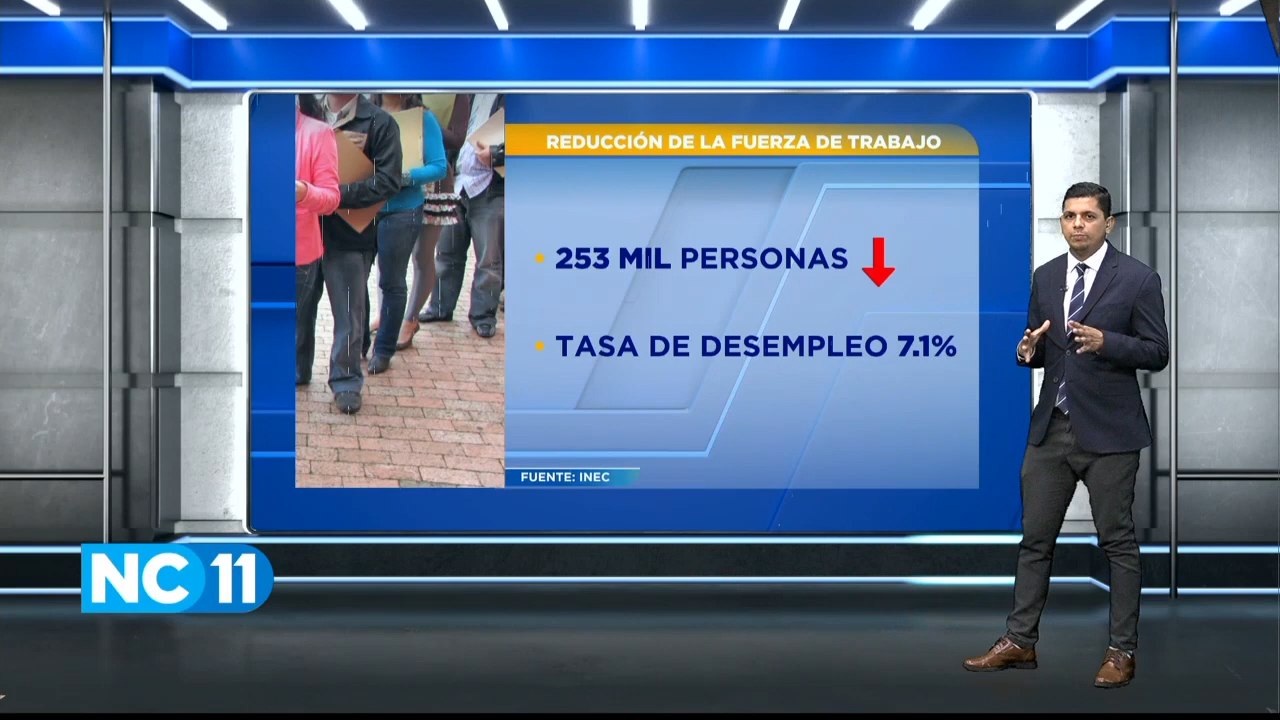 REDUCCIÓN DE LA FUERZA DE TRABAJO
• 253 MIL PERSONAS
• TASA DE DESEMPLEO 7.1%
FUENTE: INEC
NC 11